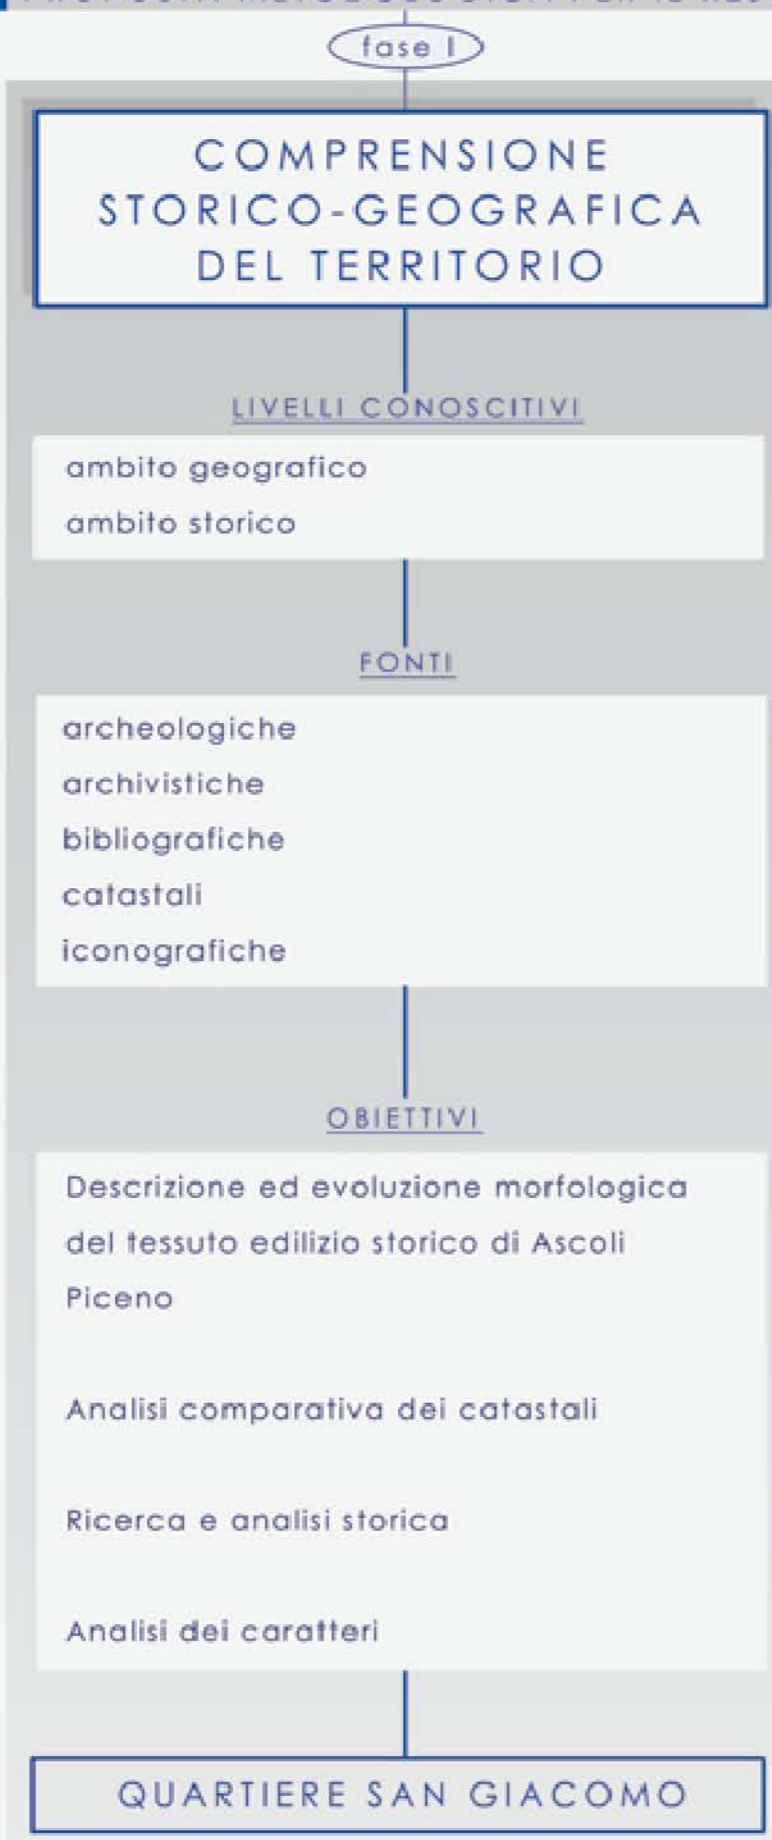 fase I
COMPRENSIONE
STORICO-GEOGRAFICA
DEL TERRITORIO
LIVELLI CONOSCITIVI
ambito geografico
ambito storico
FONTI
archeologiche
archivistiche
bibliografiche
catastali
iconografiche
OBIETTIVI
Descrizione ed evoluzione morfologica
del tessuto edilizio storico di Ascoli
Piceno
Analisi comparativa dei catastali
Ricerca e analisi storica
Analisi dei caratteri
QUARTIERE SAN GIACOMO